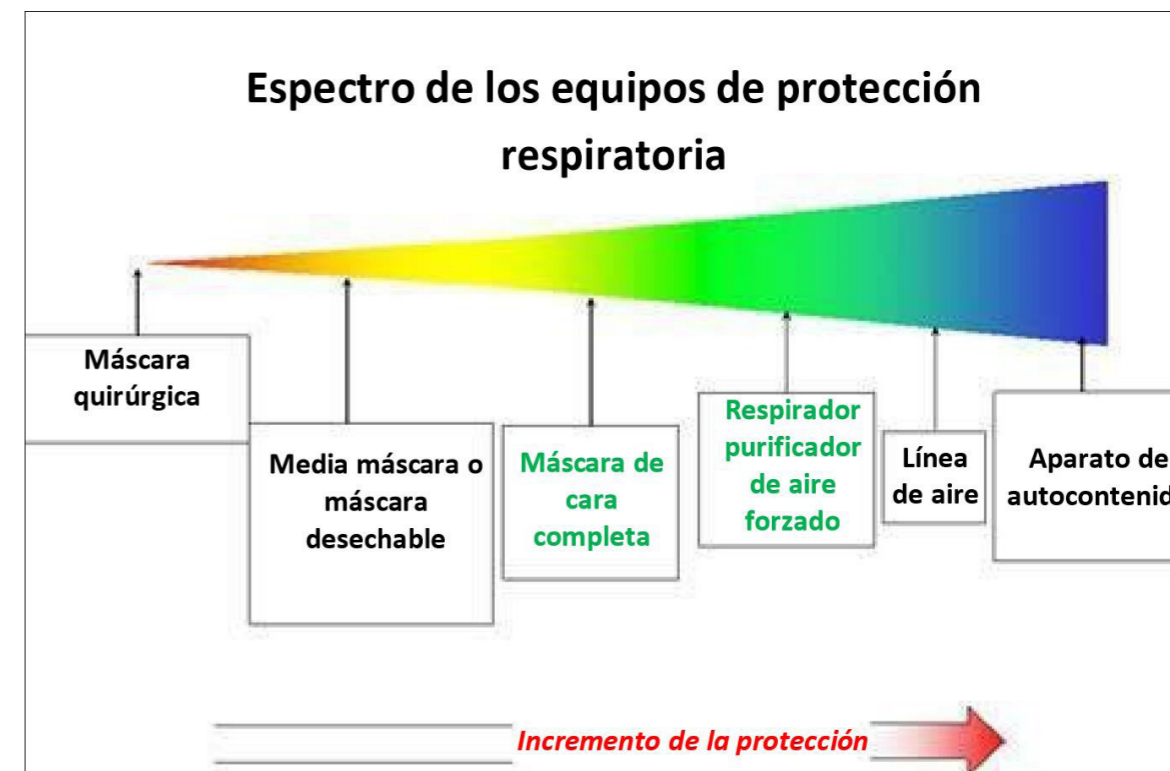 Espectro de los equipos de protección
respiratoria
Máscara
quirúrgica
Media máscara o
máscara
desechable
Máscara de
cara
completa
Respirador
purificador
de aire
forzado
Línea
de aire
Aparato de
autocontenid
Incremento de la protección